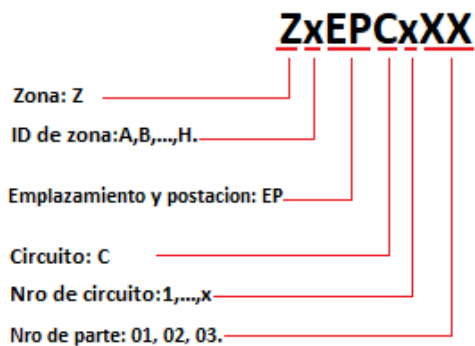 ZxEPCxXX
Zona: Z
ID de zona:A,B,...,H.
Emplazamiento y postacion: EP
Circuito: C
Nro de circuito:1,...,x
Nro de parte: 01, 02, 03.